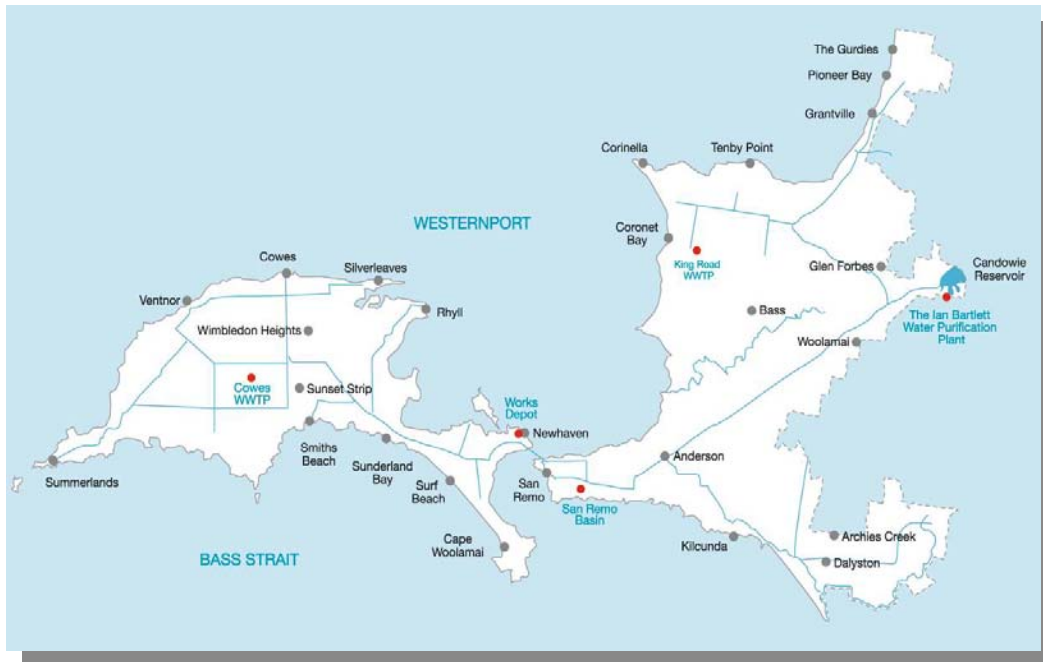 The Gurdies
Pioneer Bay
Grantville
Corinella
Tenby Point
WESTERNPORT
Coronet
Bay
King Road
WWTP
Glen Forbes
Candowie
Reservoir
Cowes
Silverleaves
Ventnor
Rhyll
Wimbledon Heights
Bass
The Ian Bartlett
Water Purification
Plant
Woolamai
Cowes
WWTP
Sunset Strip
Works
Depot
Newhaven
Smiths
Beach
Sunderland
Bay
Surf
Beach
San
Remo
Anderson
Summerlands
San Remo
Basin
Cape
Woolamai
Kilcunda
Archies Creek
BASS STRAIT
Dalyston